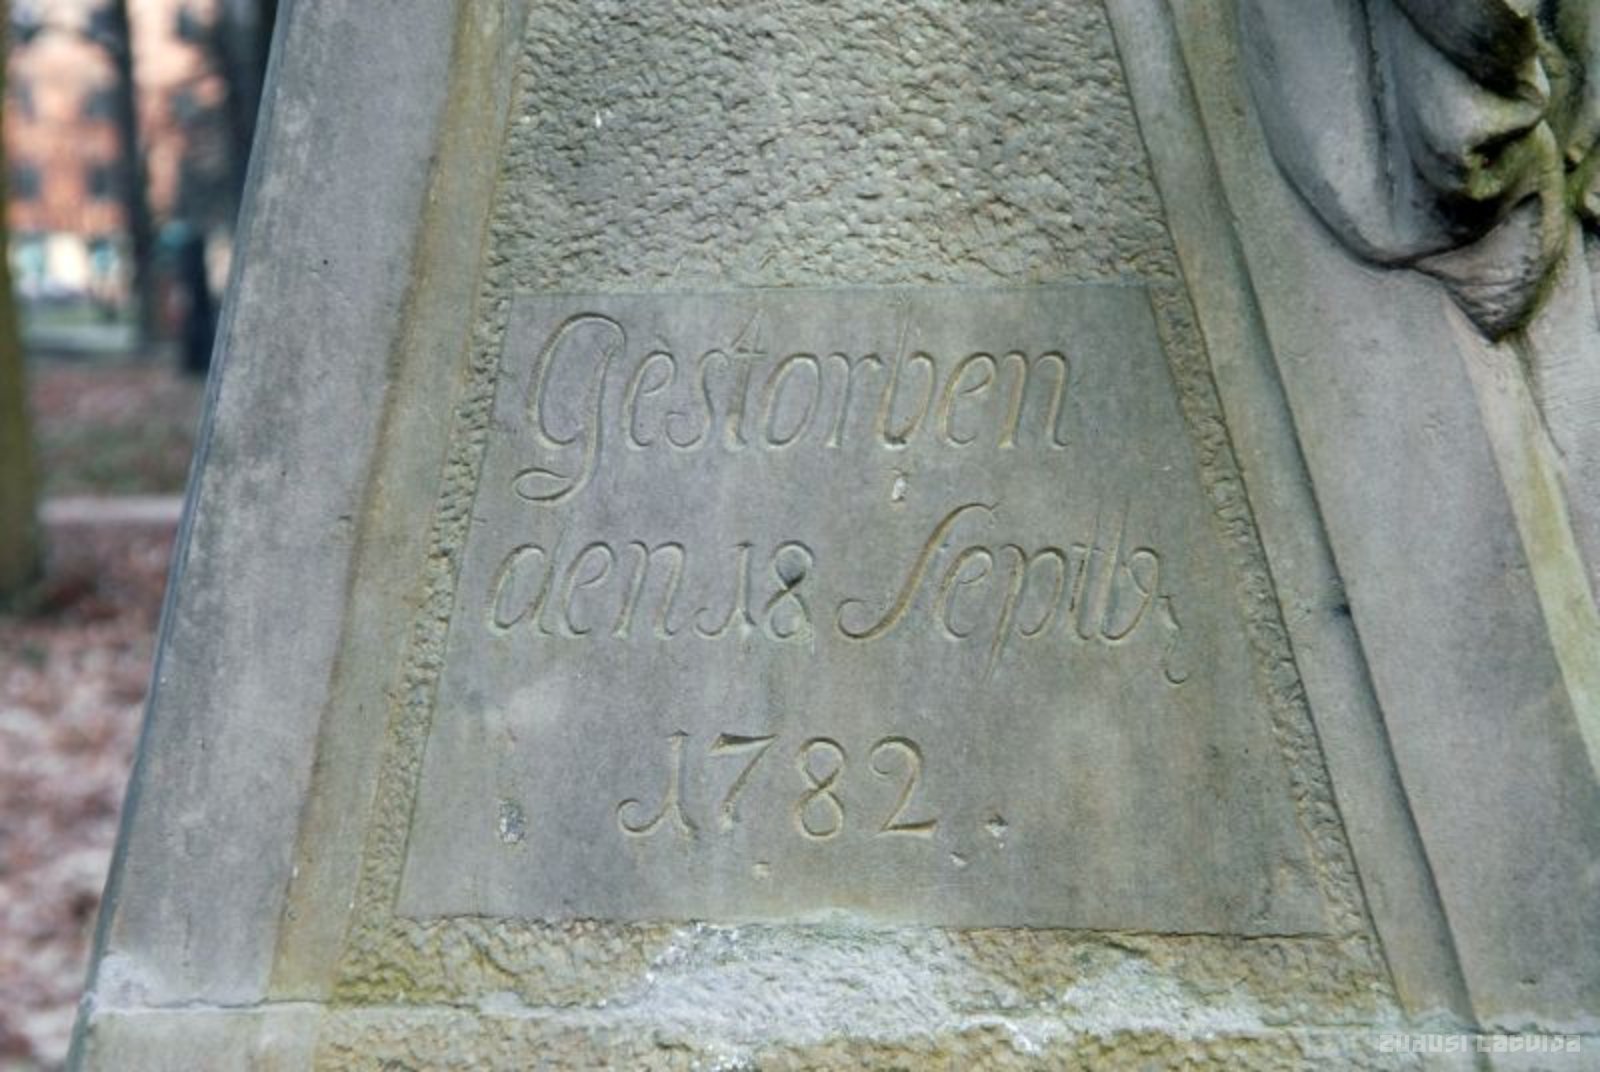 Gestorben
den 18 Septbr
1782.
zudusi latvija